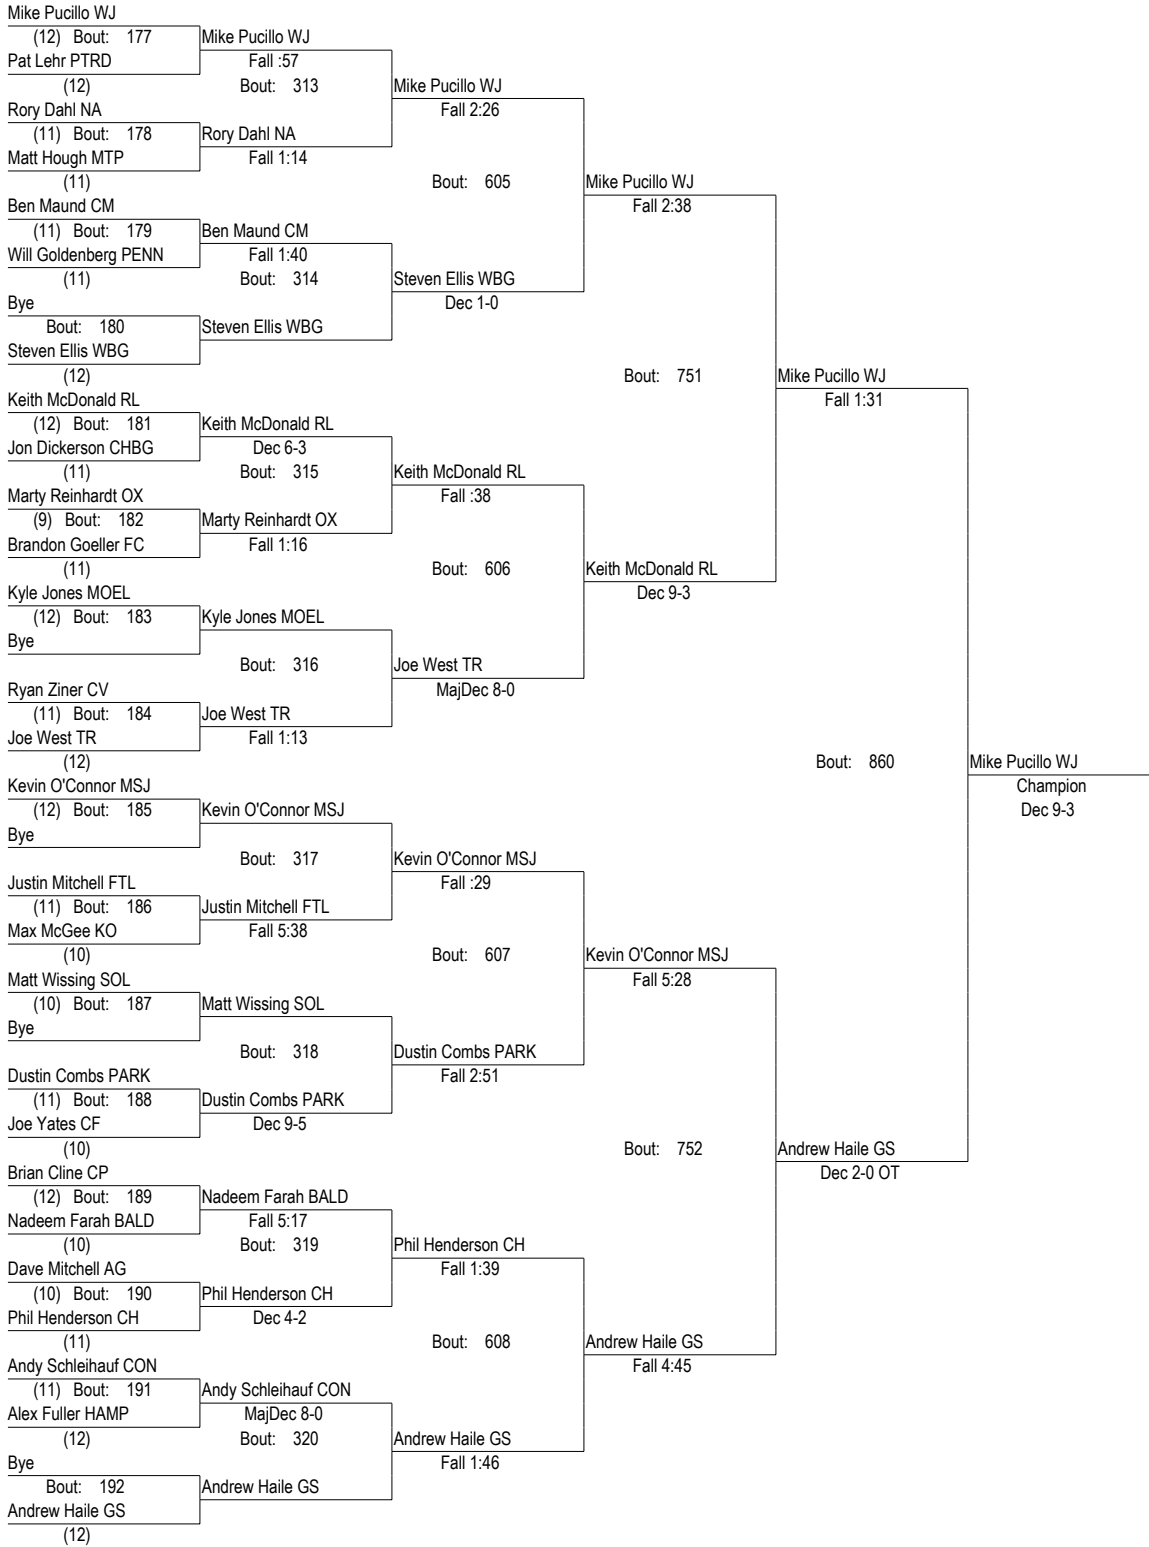 Mike Pucillo WJ
(12) Bout: 177 Mike Pucillo WJ
Pat Lehr PTRD Fall :57
(12) Bout: 313 Mike Pucillo WJ
Rory Dahl NA Fall 2:26
(11) Bout: 178 Rory Dahl NA
Matt Hough MTP Fall 1:14
(11) Bout: 605 Mike Pucillo WJ
Ben Maund CM Fall 2:38
(11) Bout: 179 Ben Maund CM
Will Goldenberg PENN Fall 1:40
(11) Bout: 314 Steven Ellis WBG
Bye Dec 1-0
Bout: 180 Steven Ellis WBG
Steven Ellis WBG
(12) Bout: 751 Mike Pucillo WJ
Keith McDonald RL Fall 1:31
(12) Bout: 181 Keith McDonald RL
Jon Dickerson CHBG Dec 6-3
(11) Bout: 315 Keith McDonald RL
Marty Reinhardt OX Fall :38
(9) Bout: 182 Marty Reinhardt OX
Brandon Goeller FC Fall 1:16
(11) Bout: 606 Keith McDonald RL
Kyle Jones MOEL Dec 9-3
(12) Bout: 183 Kyle Jones MOEL
Bye
Bout: 316 Joe West TR
Ryan Ziner CV MajDec 8-0
(11) Bout: 184 Joe West TR
Joe West TR Fall 1:13
(12) Bout: 860 Mike Pucillo WJ
Kevin O'Connor MSJ Champion
(12) Bout: 185 Kevin O'Connor MSJ Dec 9-3
Bye
Bout: 317 Kevin O'Connor MSJ
Justin Mitchell FTL Fall :29
(11) Bout: 186 Justin Mitchell FTL
Max McGee KO Fall 5:38
(10) Bout: 607 Kevin O'Connor MSJ
Matt Wissing SOL Fall 5:28
(10) Bout: 187 Matt Wissing SOL
Bye
Bout: 318 Dustin Combs PARK
Dustin Combs PARK Fall 2:51
(11) Bout: 188 Dustin Combs PARK
Joe Yates CF Dec 9-5
(10) Bout: 752 Andrew Haile GS
Brian Cline CP Dec 2-0 OT
(12) Bout: 189 Nadeem Farah BALD
Nadeem Farah BALD Fall 5:17
(10) Bout: 319 Phil Henderson CH
Dave Mitchell AG Fall 1:39
(10) Bout: 190 Phil Henderson CH
Phil Henderson CH Dec 4-2
(11) Bout: 608 Andrew Haile GS
Andy Schleihauf CON Fall 4:45
(11) Bout: 191 Andy Schleihauf CON
Alex Fuller HAMP MajDec 8-0
(12) Bout: 320 Andrew Haile GS
Bye Fall 1:46
Bout: 192 Andrew Haile GS
Andrew Haile GS
(12)